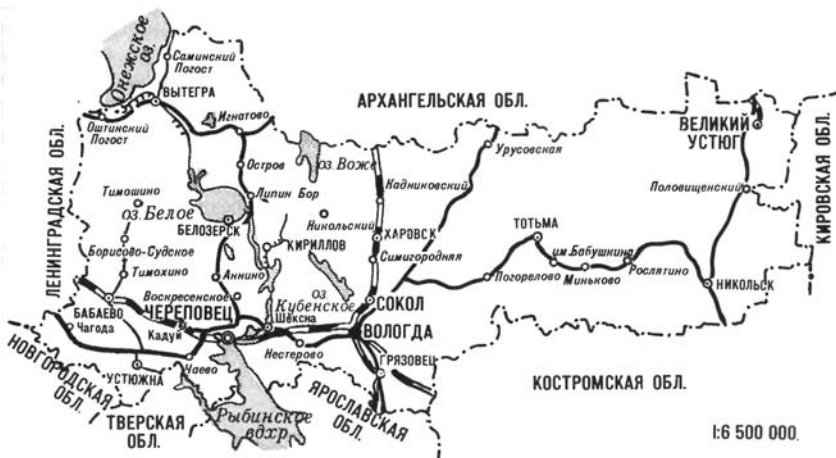 Онежское
оз.
Саминский
Погост
ВЫТЕГРА
Оштинский
Погост
Игнатово
АРХАНГЕЛЬСКАЯ ОБЛ.
ВЕЛИКИЙ
УСТЮГ
КИРОВСКАЯ ОБЛ.
ЛЕНИНГРАДСКАЯ ОБЛ.
Остров
оз. Воже
Урусовская
Кадниковский
Половищенский
Тимошино
оз. Белое
Липин Бор
БЕЛОЗЕРСК
Никольский
ХАРОВСК
ТОТЬМА
Борисово-Судское
КИРИЛЛОВ
Симигородняя
им. Бабушкина
Тимохино
Аннино
Погорелово
Миньково
Рослятино
НИКОЛЬСК
Воскресенское
оз.
Кубенское
СОКОЛ
БАБАЕВО
ЧЕРЕПОВЕЦ
Шексна
ВОЛОГДА
Чагода
Кадуй
Нестерово
ГРЯЗОВЕЦ
НОВГОРОДСКАЯ
ОБЛ.
УСТЮЖНА
Чаево
ТВЕРСКАЯ
ОБЛ.
Рыбинское
вдхр.
ЯРОСЛАВСКАЯ
ОБЛ.
КОСТРОМСКАЯ ОБЛ.
1:6 500 000